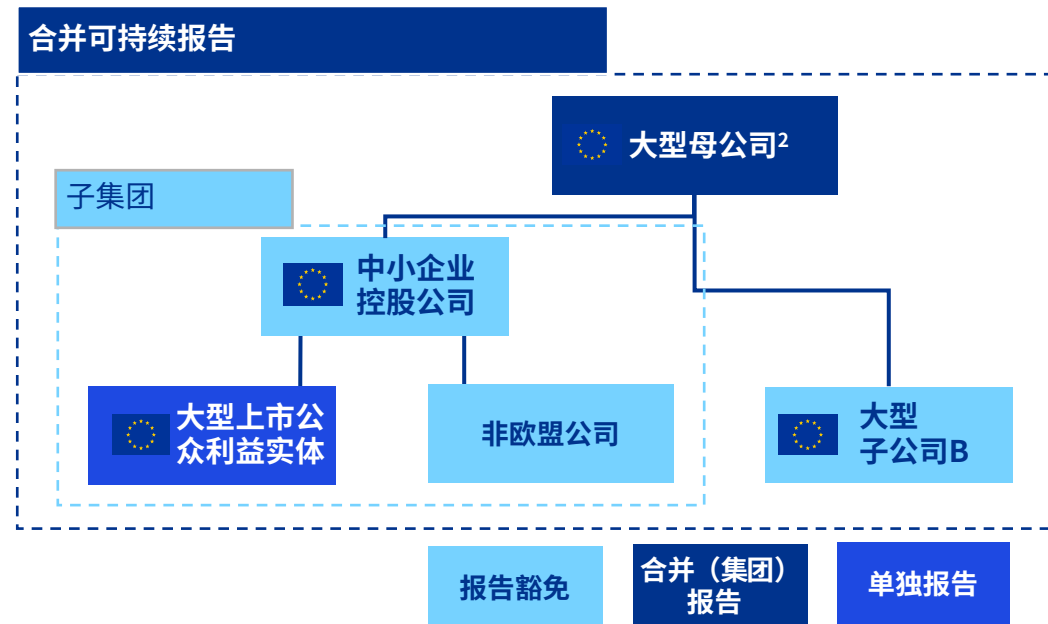 合并可持续报告
大型母公司²
子集团
中小企业
控股公司
大型上市公
众利益实体
非欧盟公司
大型
子公司B
报告豁免
合并（集团）
报告
单独报告